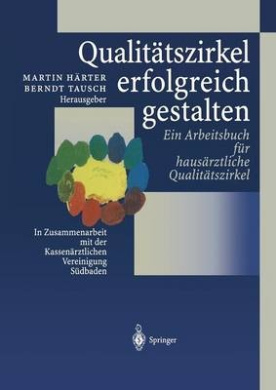 Qualitätszirkel
erfolgreich
gestalten
MARTIN HÄRTER
BERNDT TAUSCH
Herausgeber
Ein Arbeitsbuch
für
hausärztliche
Qualitätszirkel
In Zusammenarbeit
mit der
Kassenärztlichen
Vereinigung
Südbaden
Springer